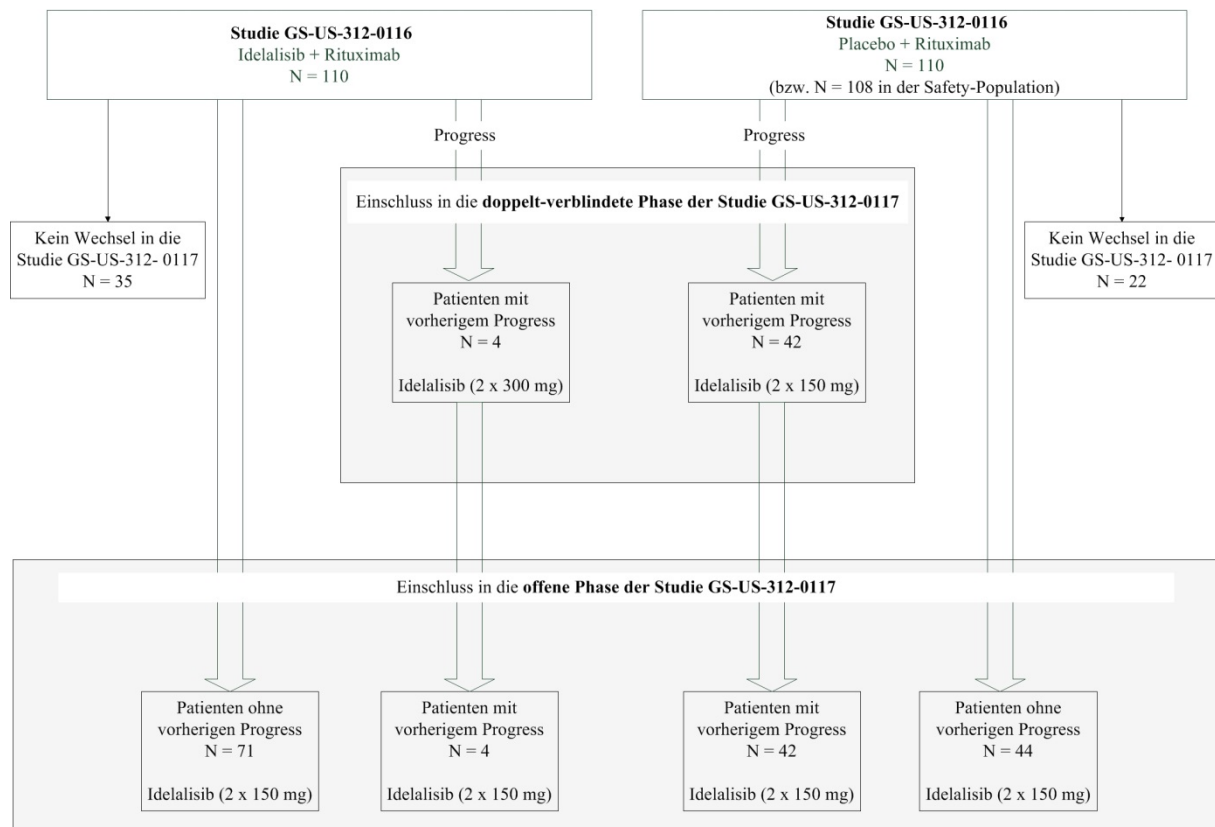 Studie GS-US-312-0116
Idelalisib + Rituximab
N = 110
Studie GS-US-312-0116
Placebo + Rituximab
N = 110
(bzw. N = 108 in der Safety-Population)
Progress
Progress
Einschluss in die doppelt-verblindete Phase der Studie GS-US-312-0117
Kein Wechsel in die
Studie GS-US-312- 0117
N = 35
Kein Wechsel in die
Studie GS-US-312- 0117
N = 22
Patienten mit
vorherigem Progress
N = 4
Idelalisib (2 x 300 mg)
Patienten mit
vorherigem Progress
N = 42
Idelalisib (2 x 150 mg)
Einschluss in die offene Phase der Studie GS-US-312-0117
Patienten ohne
vorherigen Progress
N = 71
Idelalisib (2 x 150 mg)
Patienten mit
vorherigem Progress
N = 4
Idelalisib (2 x 150 mg)
Patienten mit
vorherigem Progress
N = 42
Idelalisib (2 x 150 mg)
Patienten ohne
vorherigen Progress
N = 44
Idelalisib (2 x 150 mg)